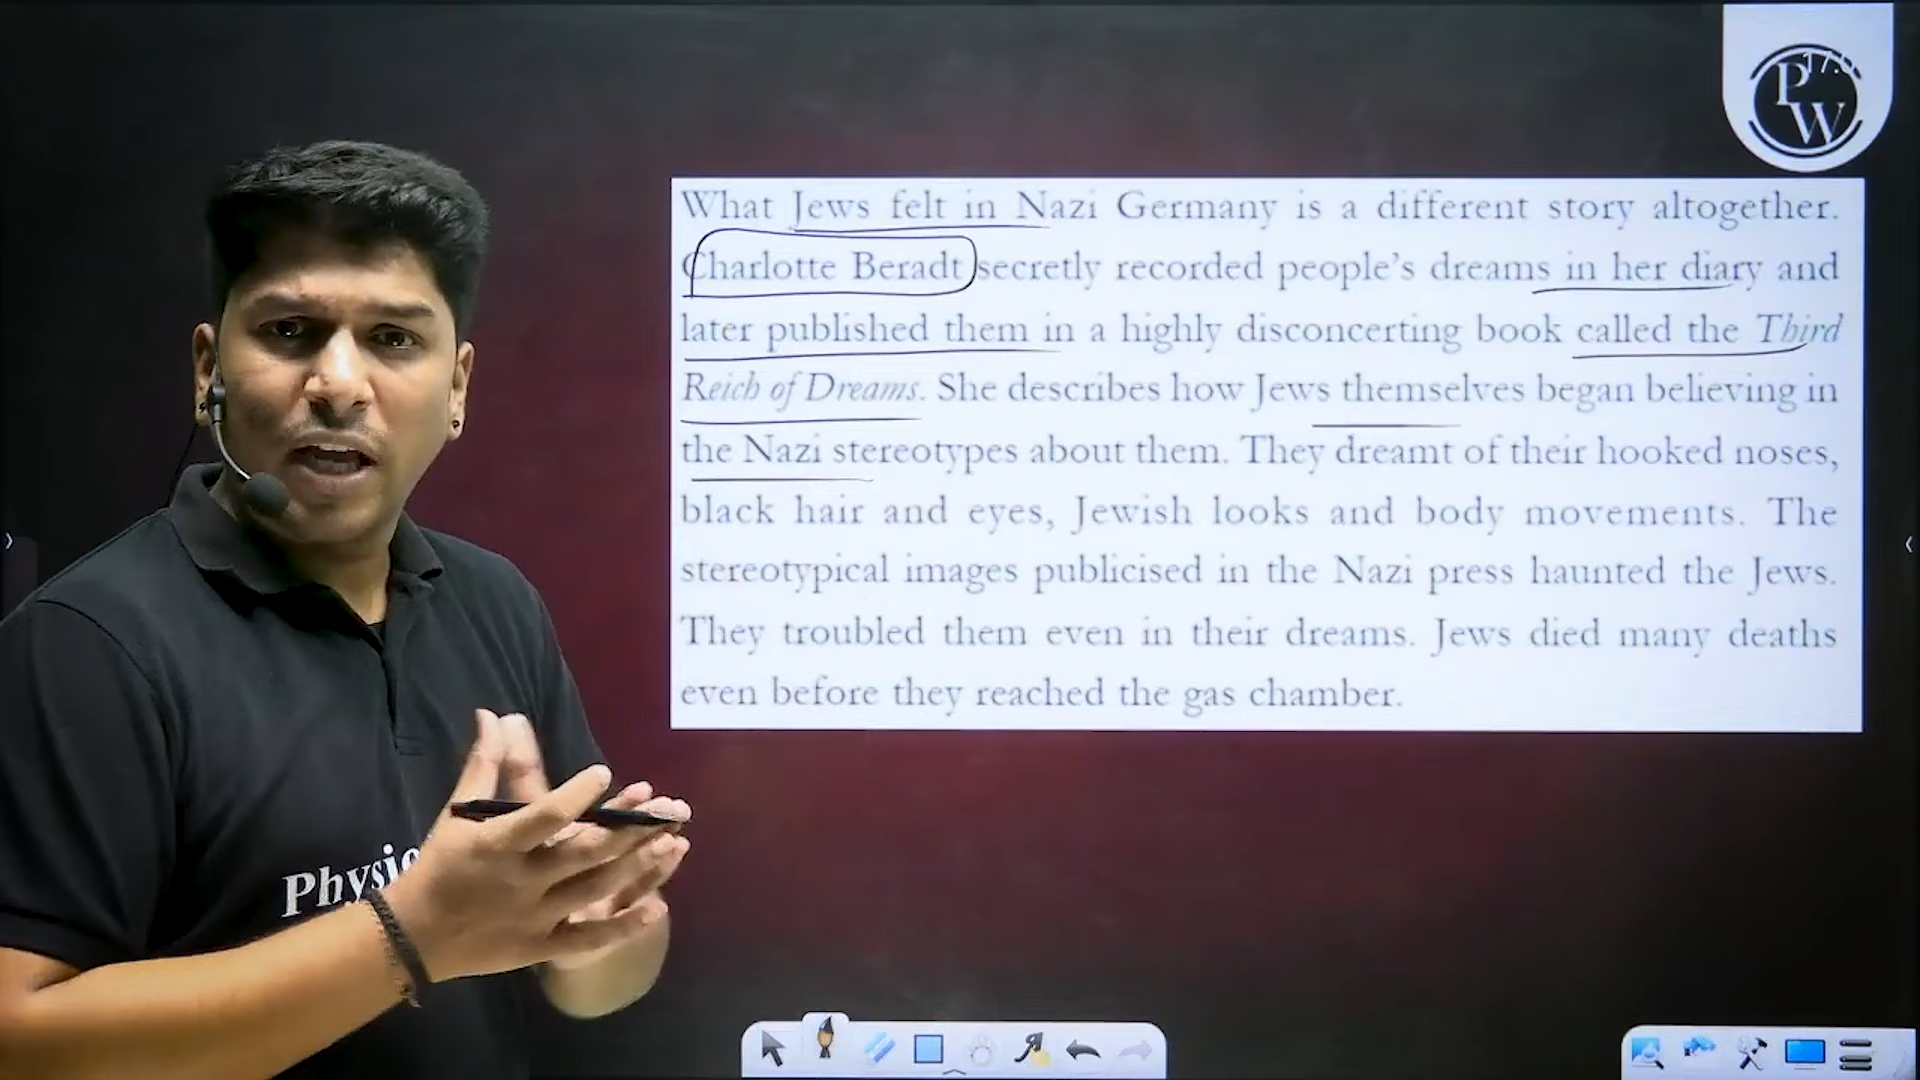 17:
PW
What Jews felt in Nazi Germany is a different story altogether.
Charlotte Beradt secretly recorded people's dreams in her diary and
later published them in a highly disconcerting book called the Third
Reich of Dreams. She describes how Jews themselves began believing in
the Nazi stereotypes about them. They dreamt of their hooked noses,
black hair and eyes, Jewish looks and body movements. The
stereotypical images publicised in the Nazi press haunted the Jews.
They troubled them even in their dreams. Jews died many deaths
even before they reached the gas chamber.
Physic